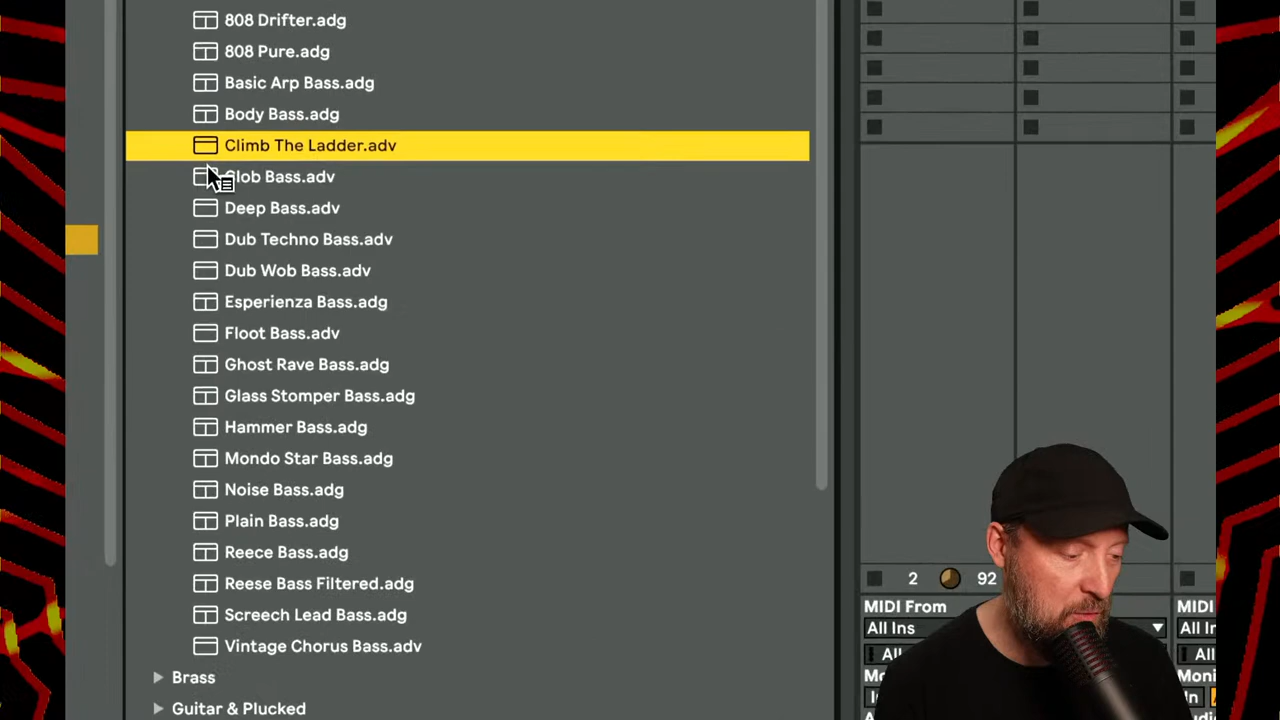 808 Drifter.adg
808 Pure.adg
Basic Arp Bass.adg
Body Bass.adg
Climb The Ladder.adv
Glob Bass.adv
Deep Bass.adv
Dub Techno Bass.adv
Dub Wob Bass.adv
Esperienza Bass.adg
Floot Bass.adv
Ghost Rave Bass.adg
Glass Stomper Bass.adg
Hammer Bass.adg
Mondo Star Bass.adg
Noise Bass.adg
Plain Bass.adg
Reece Bass.adg
Reese Bass Filtered.adg
Screech Lead Bass.adg
Vintage Chorus Bass.adv
Brass
Guitar & Plucked
2 92
MIDI From
MIDI
All Ins
All